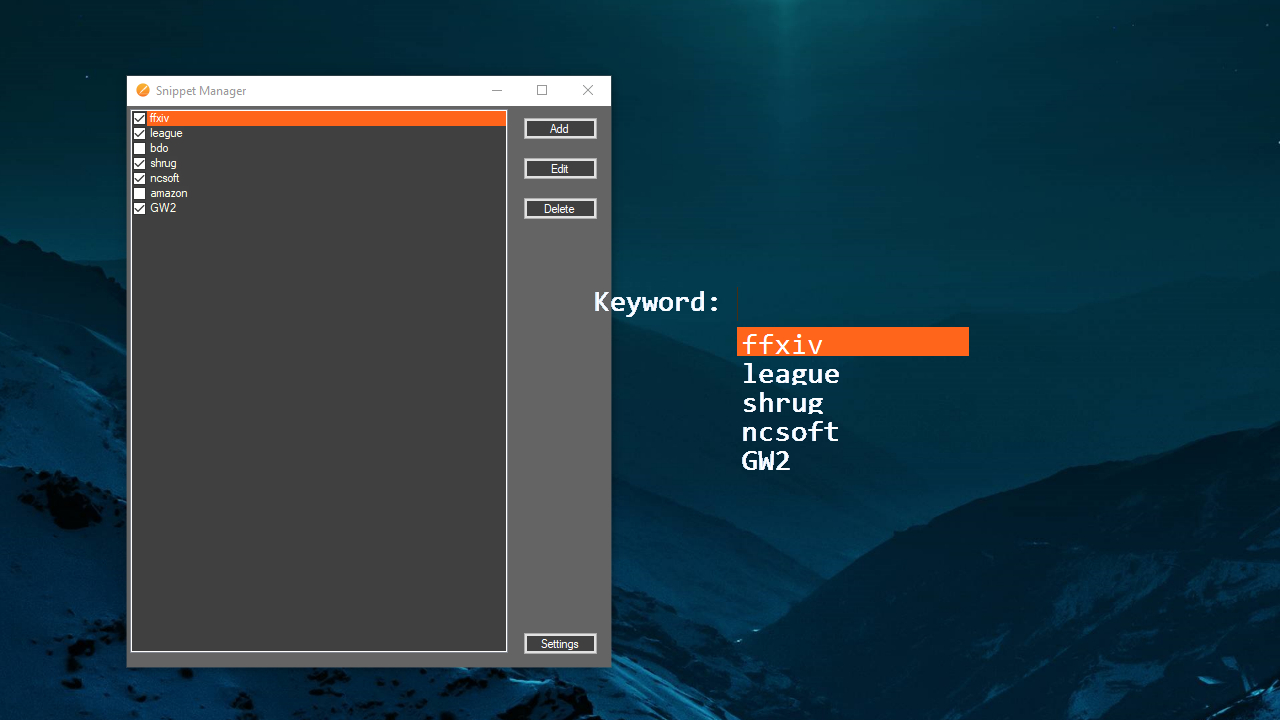 Snippet Manager
ffxiv
league
bdo
shrug
ncsoft
amazon
GW2
Add
Edit
Delete
Settings
Keyword:
ffxiv
league
shrug
ncsoft
GW2